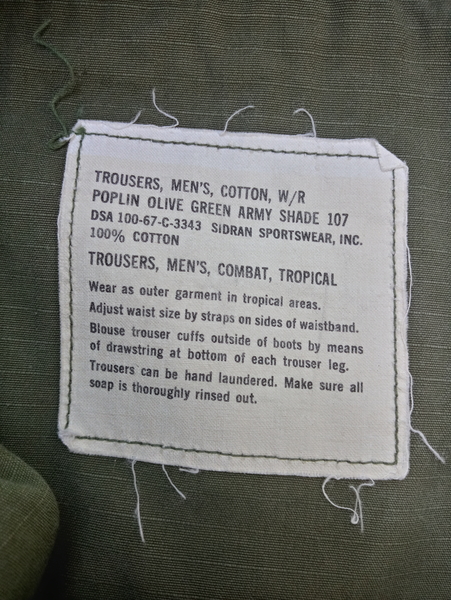 TROUSERS, MEN'S, COTTON, W/R
POPLIN OLIVE GREEN ARMY SHADE 107
DSA 100-67-C-3343 SIDRAN SPORTSWEAR, INC.
100% COTTON
TROUSERS, MEN'S, COMBAT, TROPICAL
Wear as outer garment in tropical areas.
Adjust waist size by straps on sides of waistband.
Blouse trouser cuffs outside of boots by means
of drawstring at bottom of each trouser leg.
Trousers can be hand laundered. Make sure all
soap is thoroughly rinsed out.